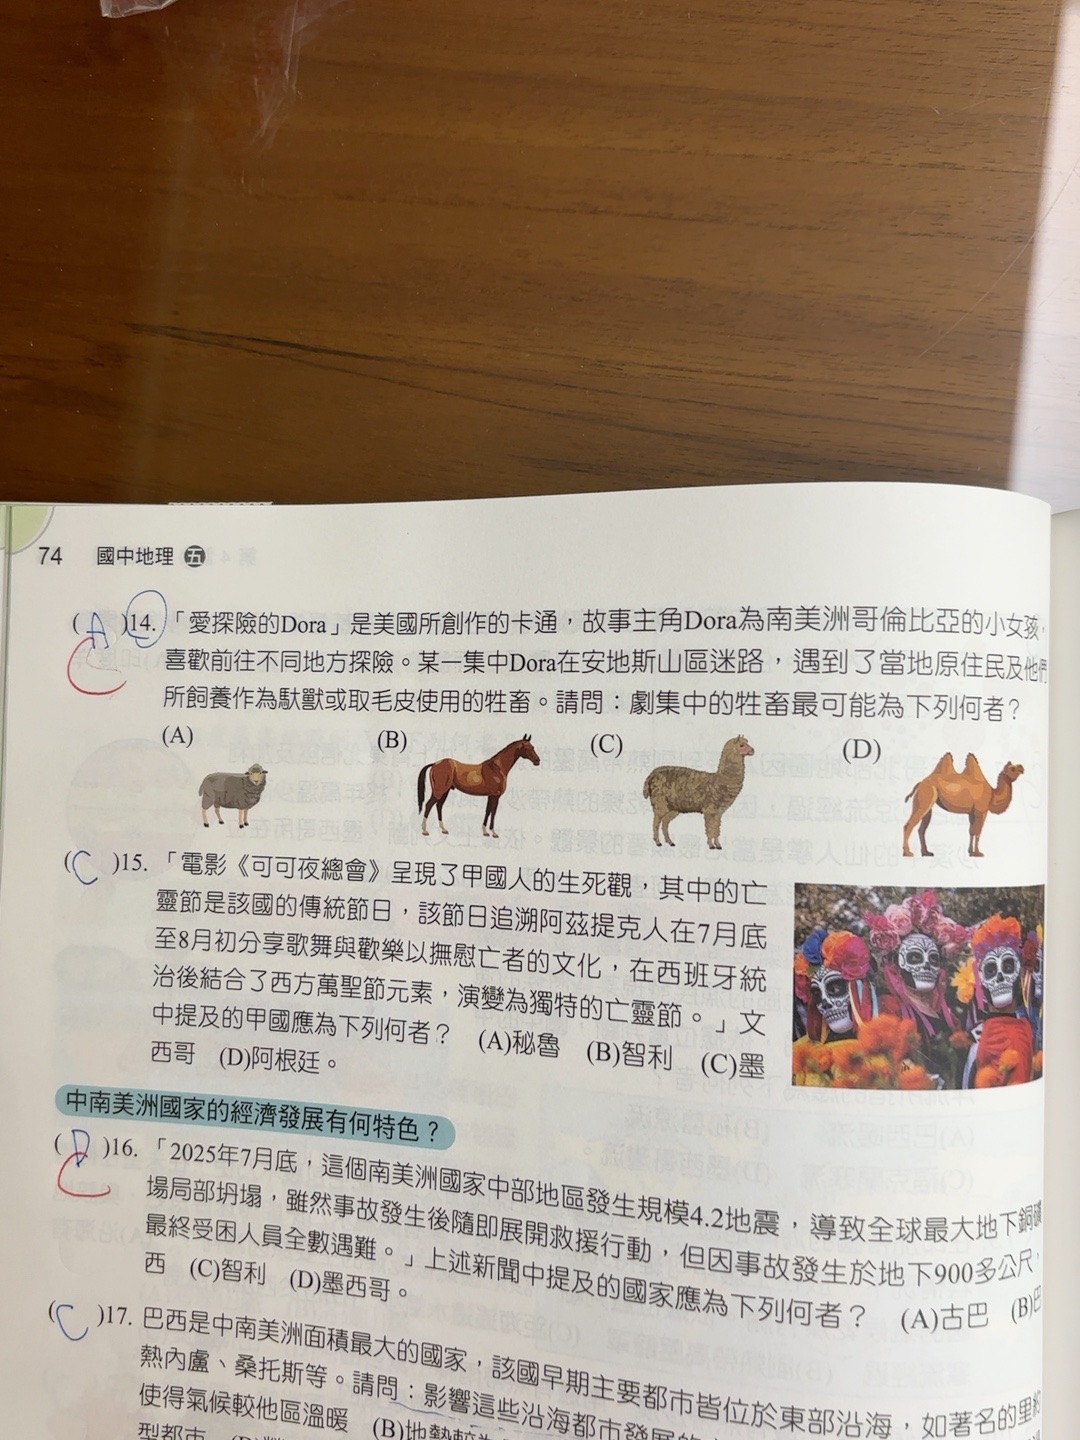 74 國中地理 五
( A )14.「愛探險的Dora」是美國所創作的卡通，故事主角Dora為南美洲哥倫比亞的小女孩，
C
喜歡前往不同地方探險。某一集中Dora在安地斯山區迷路，遇到了當地原住民及他們
所飼養作為馱獸或取毛皮使用的牲畜。請問：劇集中的牲畜最可能為下列何者？
(A) (B) (C) (D)
( C )15.「電影《可可夜總會》呈現了甲國人的生死觀，其中的亡
靈節是該國的傳統節日，該節日追溯阿茲提克人在7月底
至8月初分享歌舞與歡樂以撫慰亡者的文化，在西班牙統
治後結合了西方萬聖節元素，演變為獨特的亡靈節。」文
中提及的甲國應為下列何者？ (A)秘魯 (B)智利 (C)墨
西哥 (D)阿根廷。
中南美洲國家的經濟發展有何特色？
( D )16.「2025年7月底，這個南美洲國家中部地區發生規模4.2地震，導致全球最大地下銅礦
C
場局部坍塌，雖然事故發生後隨即展開救援行動，但因事故發生於地下900多公尺，
最終受困人員全數遇難。」上述新聞中提及的國家應為下列何者？ (A)古巴 (B)巴
西 (C)智利 (D)墨西哥。
( C )17. 巴西是中南美洲面積最大的國家，該國早期主要都市皆位於東部沿海，如著名的里約
熱內盧、桑托斯等。請問：影響這些沿海都市發展的
使得氣候較他區溫暖 (B)地勢較
型都市